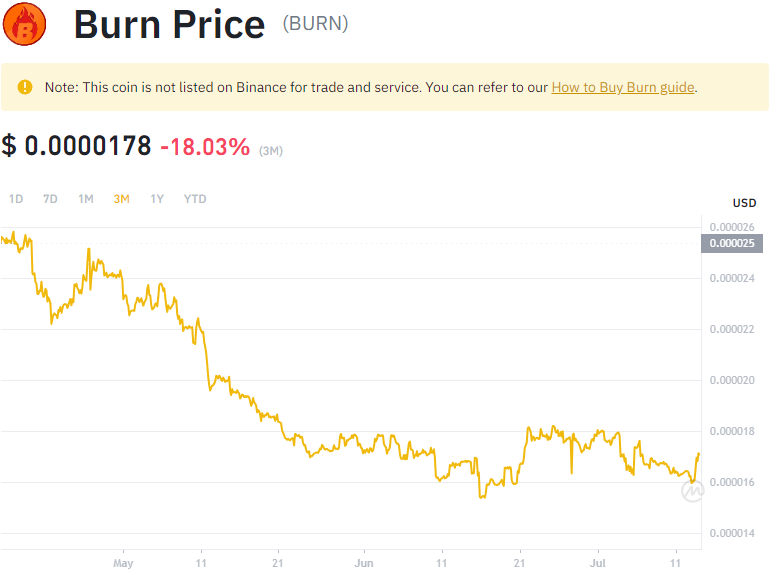 Burn Price (BURN)
Note: This coin is not listed on Binance for trade and service. You can refer to our How to Buy Burn guide.
$ 0.0000178 -18.03% (3M)
1D 7D 1M 3M 1Y YTD
USD
0.000026
0.000025
0.000024
0.000022
0.000020
0.000018
0.000016
0.000014
May 11 21 Jun 11 21 Jul 11